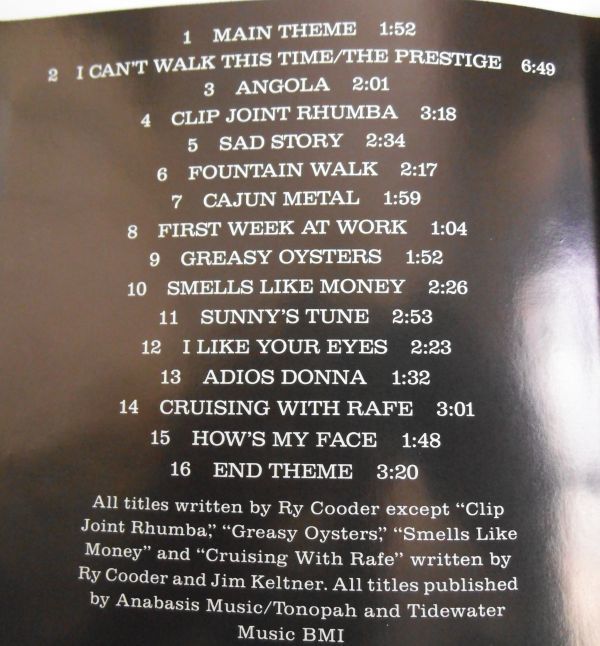 1 MAIN THEME 1:52
2 I CAN'T WALK THIS TIME/THE PRESTIGE 6:49
3 ANGOLA 2:01
4 CLIP JOINT RHUMBA 3:18
5 SAD STORY 2:34
6 FOUNTAIN WALK 2:17
7 CAJUN METAL 1:59
8 FIRST WEEK AT WORK 1:04
9 GREASY OYSTERS 1:52
10 SMELLS LIKE MONEY 2:26
11 SUNNY'S TUNE 2:53
12 I LIKE YOUR EYES 2:23
13 ADIOS DONNA 1:32
14 CRUISING WITH RAFE 3:01
15 HOW'S MY FACE 1:48
16 END THEME 3:20
All titles written by Ry Cooder except “Clip
Joint Rhumba,” “Greasy Oysters,” “Smells Like
Money” and “Cruising With Rafe” written by
Ry Cooder and Jim Keltner. All titles published
by Anabasis Music/Tonopah and Tidewater
Music BMI